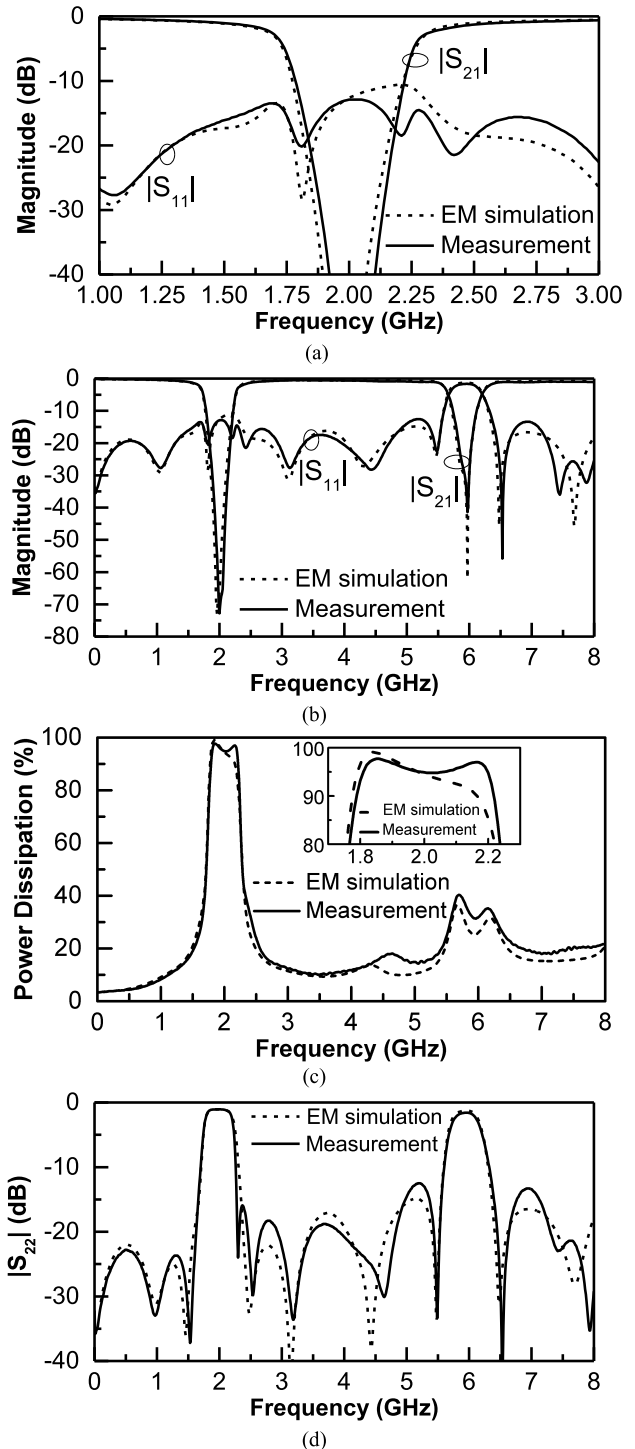 0
-10
-20
-30
-40
Magnitude (dB)
|S21|
|S11|
EM simulation
Measurement
1.00 1.25 1.50 1.75 2.00 2.25 2.50 2.75 3.00
Frequency (GHz)
(a)
0
-10
-20
-30
-40
-50
-60
-70
-80
Magnitude (dB)
|S11|
|S21|
EM simulation
Measurement
0 1 2 3 4 5 6 7 8
Frequency (GHz)
(b)
100
80
60
40
20
0
Power Dissipation (%)
100
95
90
85
80
EM simulation
Measurement
1.8 2.0 2.2
EM simulation
Measurement
0 1 2 3 4 5 6 7 8
Frequency (GHz)
(c)
0
-10
-20
-30
-40
|S22| (dB)
EM simulation
Measurement
0 1 2 3 4 5 6 7 8
Frequency (GHz)
(d)